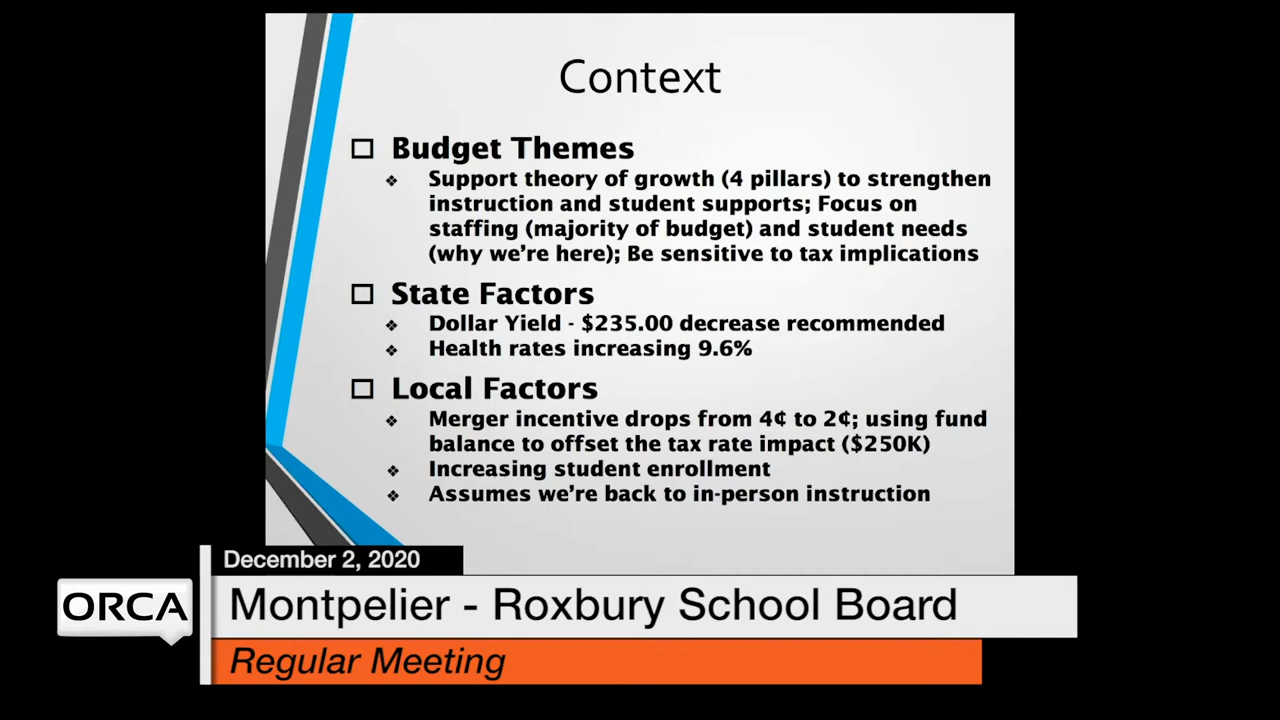 Context
Budget Themes
❖ Support theory of growth (4 pillars) to strengthen
instruction and student supports; Focus on
staffing (majority of budget) and student needs
(why we're here); Be sensitive to tax implications
State Factors
❖ Dollar Yield - $235.00 decrease recommended
❖ Health rates increasing 9.6%
Local Factors
❖ Merger incentive drops from 4¢ to 2¢; using fund
balance to offset the tax rate impact ($250K)
❖ Increasing student enrollment
❖ Assumes we're back to in-person instruction
December 2, 2020
ORCA
Montpelier - Roxbury School Board
Regular Meeting